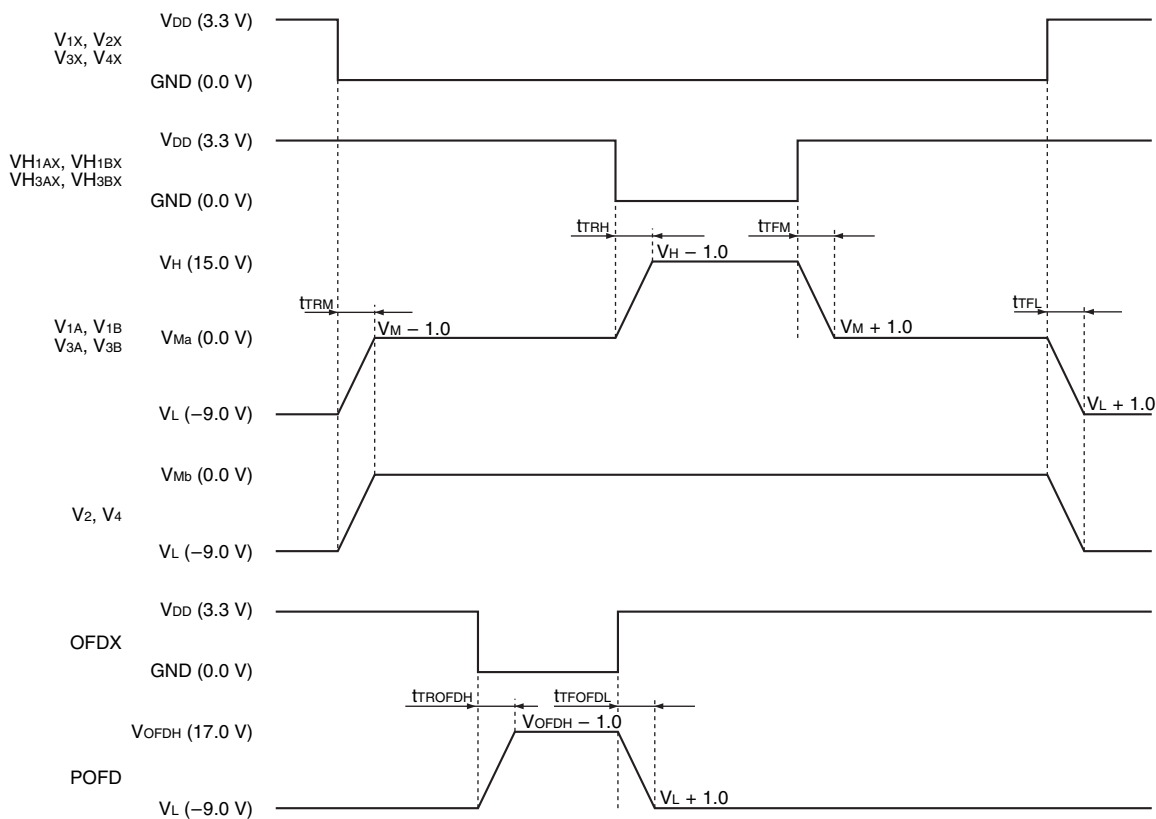 V1X, V2X
V3X, V4X
VDD (3.3 V)
GND (0.0 V)
VH1AX, VH1BX
VH3AX, VH3BX
VDD (3.3 V)
GND (0.0 V)
tTRH
tTFM
VH (15.0 V)
VH – 1.0
tTRM
tTFL
V1A, V1B
V3A, V3B
VMa (0.0 V)
VM – 1.0
VM + 1.0
VL (–9.0 V)
VL + 1.0
V2, V4
VMb (0.0 V)
VL (–9.0 V)
OFDX
VDD (3.3 V)
GND (0.0 V)
tTROFDH
tTFOFDL
VOFDH (17.0 V)
VOFDH – 1.0
POFD
VL (–9.0 V)
VL + 1.0